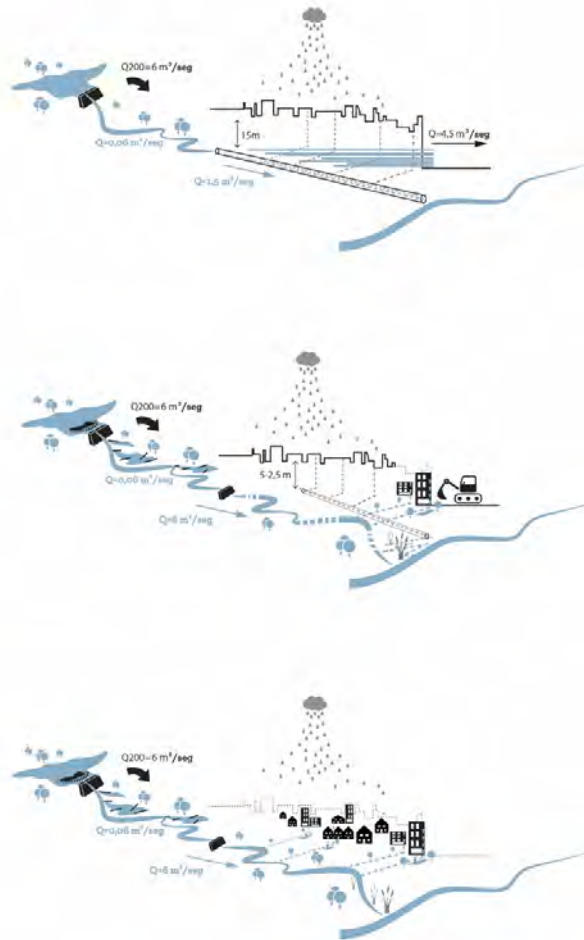 Q200=6 m³/seg
Q=4,5 m³/seg
15m
Q=0,06 m³/seg
Q=1,5 m³/seg
Q200=6 m³/seg
5-2,5 m
Q=0,06 m³/seg
Q=6 m³/seg
Q200=6 m³/seg
Q=0,06 m³/seg
Q=6 m³/seg